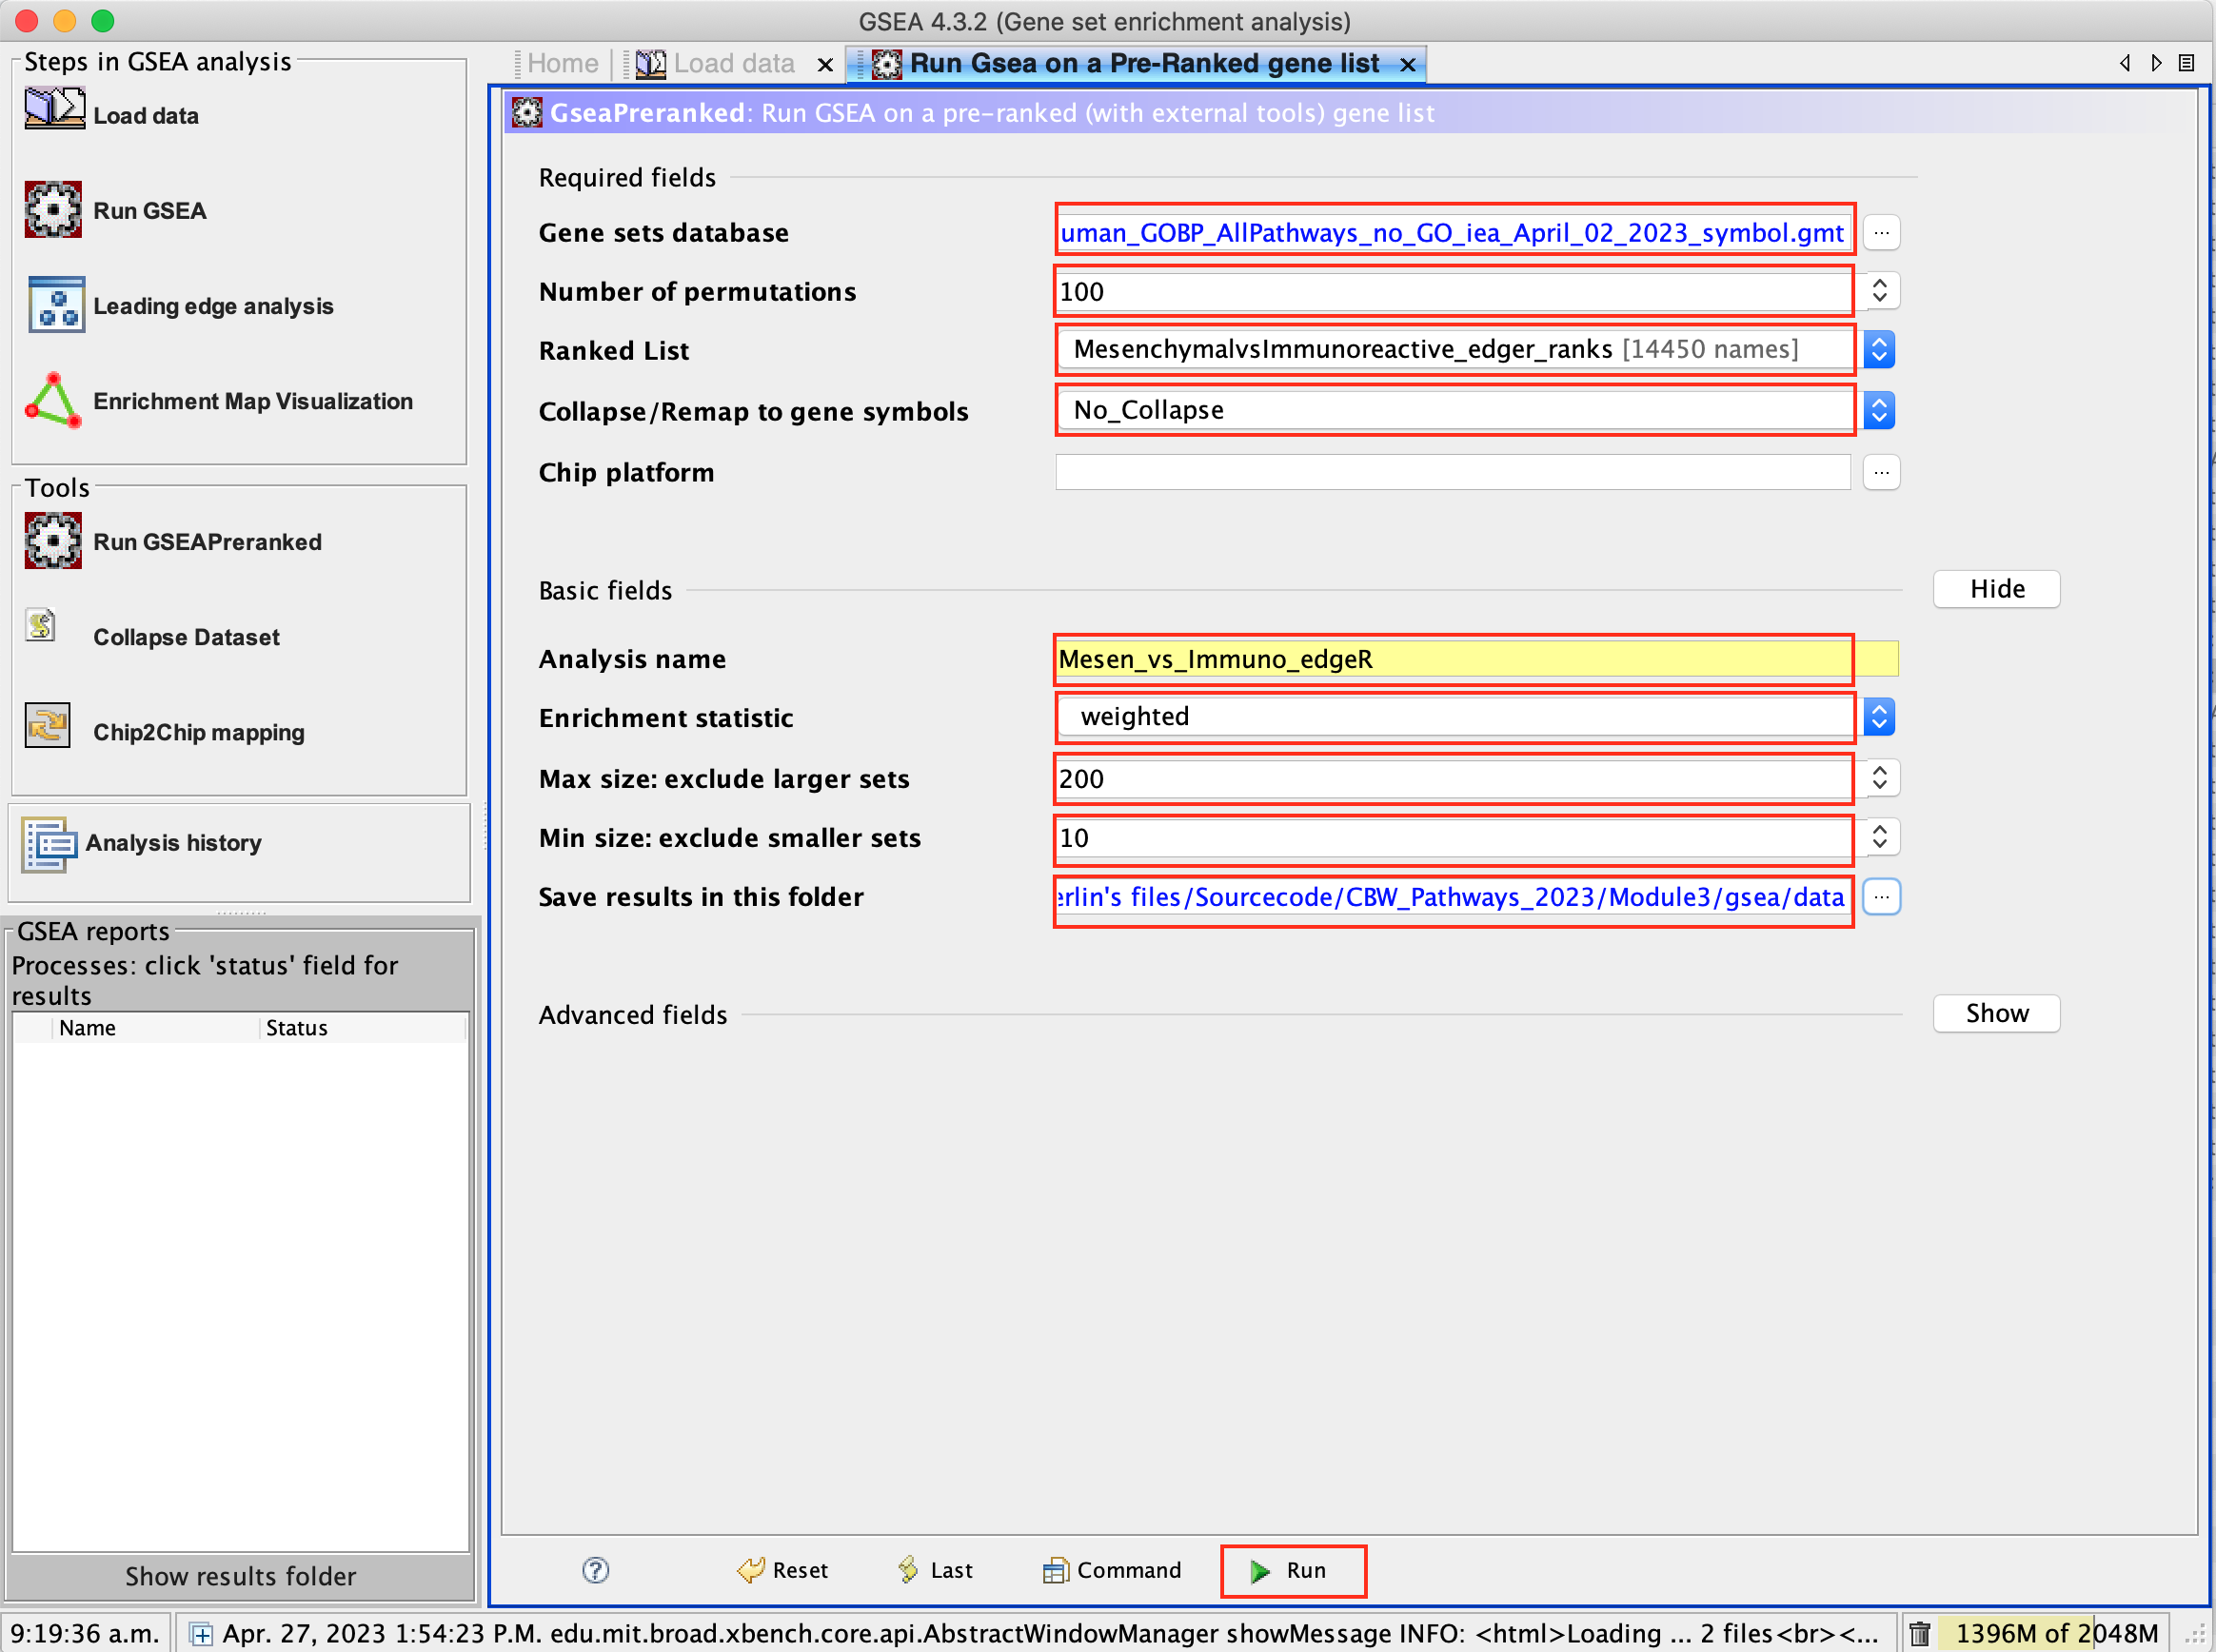 GSEA 4.3.2 (Gene set enrichment analysis)
Steps in GSEA analysis
Load data
Run GSEA
Leading edge analysis
Enrichment Map Visualization
Tools
Run GSEAPreranked
Collapse Dataset
Chip2Chip mapping
Analysis history
GSEA reports
Processes: click 'status' field for
results
Name Status
Show results folder
Home Load data Run Gsea on a Pre-Ranked gene list
GseaPreranked: Run GSEA on a pre-ranked (with external tools) gene list
Required fields
Gene sets database uman_GOBP_AllPathways_no_GO_iea_April_02_2023_symbol.gmt ...
Number of permutations 100
Ranked List MesenchymalvsImmunoreactive_edger_ranks [14450 names]
Collapse/Remap to gene symbols No_Collapse
Chip platform ...
Basic fields Hide
Analysis name Mesen_vs_Immuno_edgeR
Enrichment statistic weighted
Max size: exclude larger sets 200
Min size: exclude smaller sets 10
Save results in this folder erlin's files/Sourcecode/CBW_Pathways_2023/Module3/gsea/data ...
Advanced fields Show
? Reset Last Command Run
9:19:36 a.m. Apr. 27, 2023 1:54:23 P.M. edu.mit.broad.xbench.core.api.AbstractWindowManager showMessage INFO: <html>Loading ... 2 files<br><... 1396M of 2048M